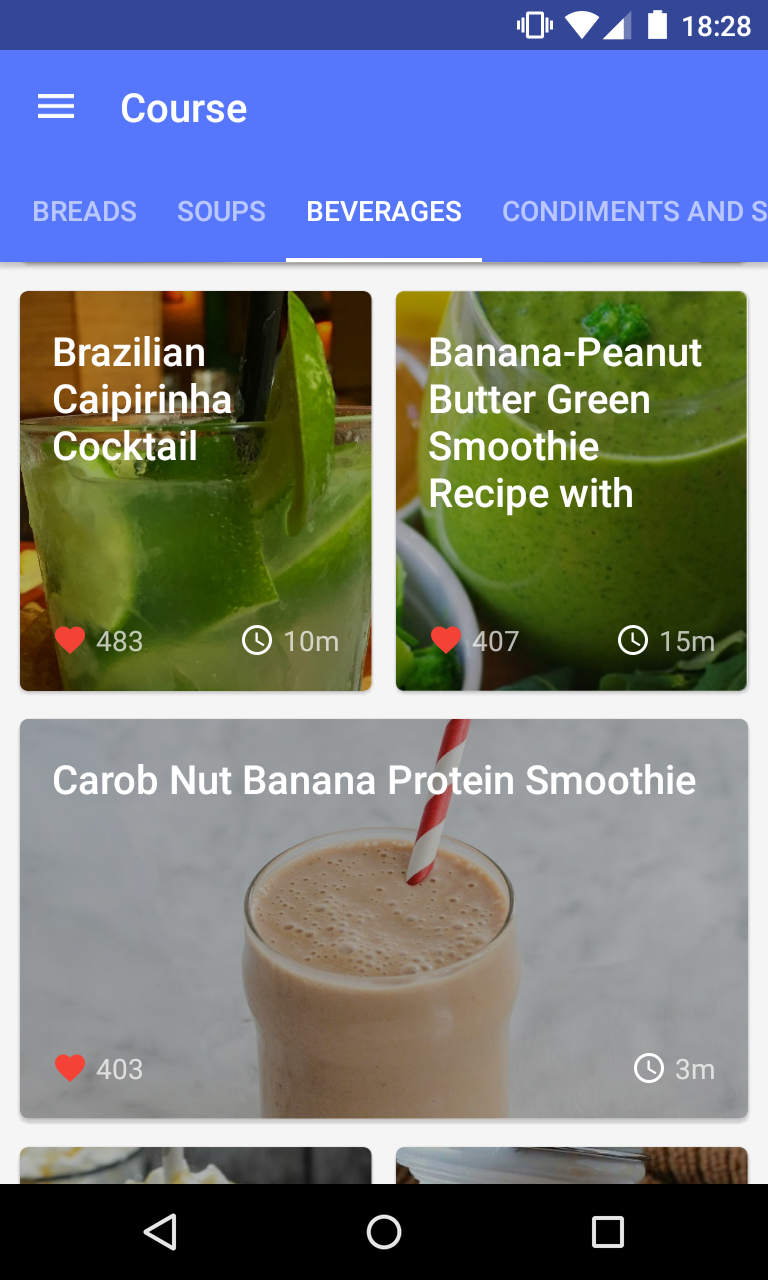 18:28
Course
BREADS SOUPS BEVERAGES CONDIMENTS AND S
Brazilian
Caipirinha
Cocktail
483 10m
Banana-Peanut
Butter Green
Smoothie
Recipe with
407 15m
Carob Nut Banana Protein Smoothie
403 3m